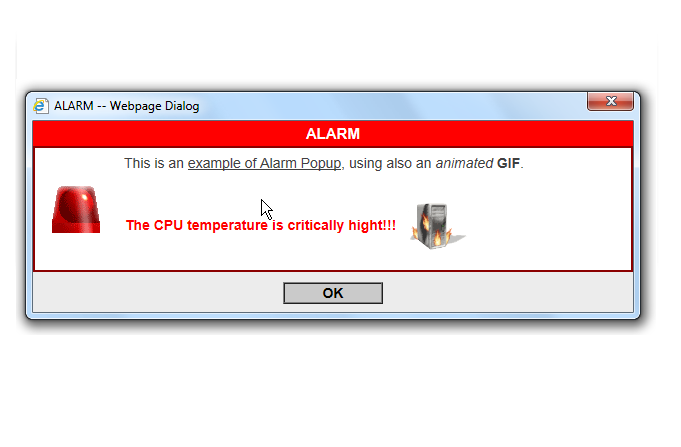 ALARM -- Webpage Dialog
ALARM
This is an example of Alarm Popup, using also an animated GIF.
The CPU temperature is critically hight!!!
OK